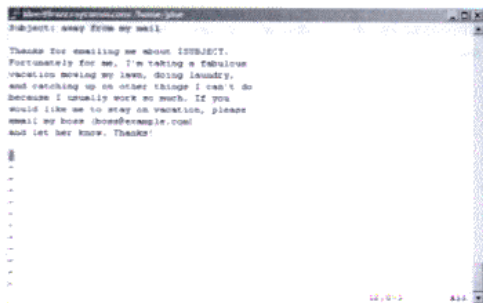 Subject: away from my mail
Thanks for emailing me about $SUBJECT.
Fortunately for me, I'm taking a fabulous
vacation mowing my lawn, doing laundry,
and catching up on other things I can't do
because I usually work so much. If you
would like me to stay on vacation, please
email my boss (boss@example.com)
and let her know. Thanks!
~
~
~
~
~
~
~
~
~
All